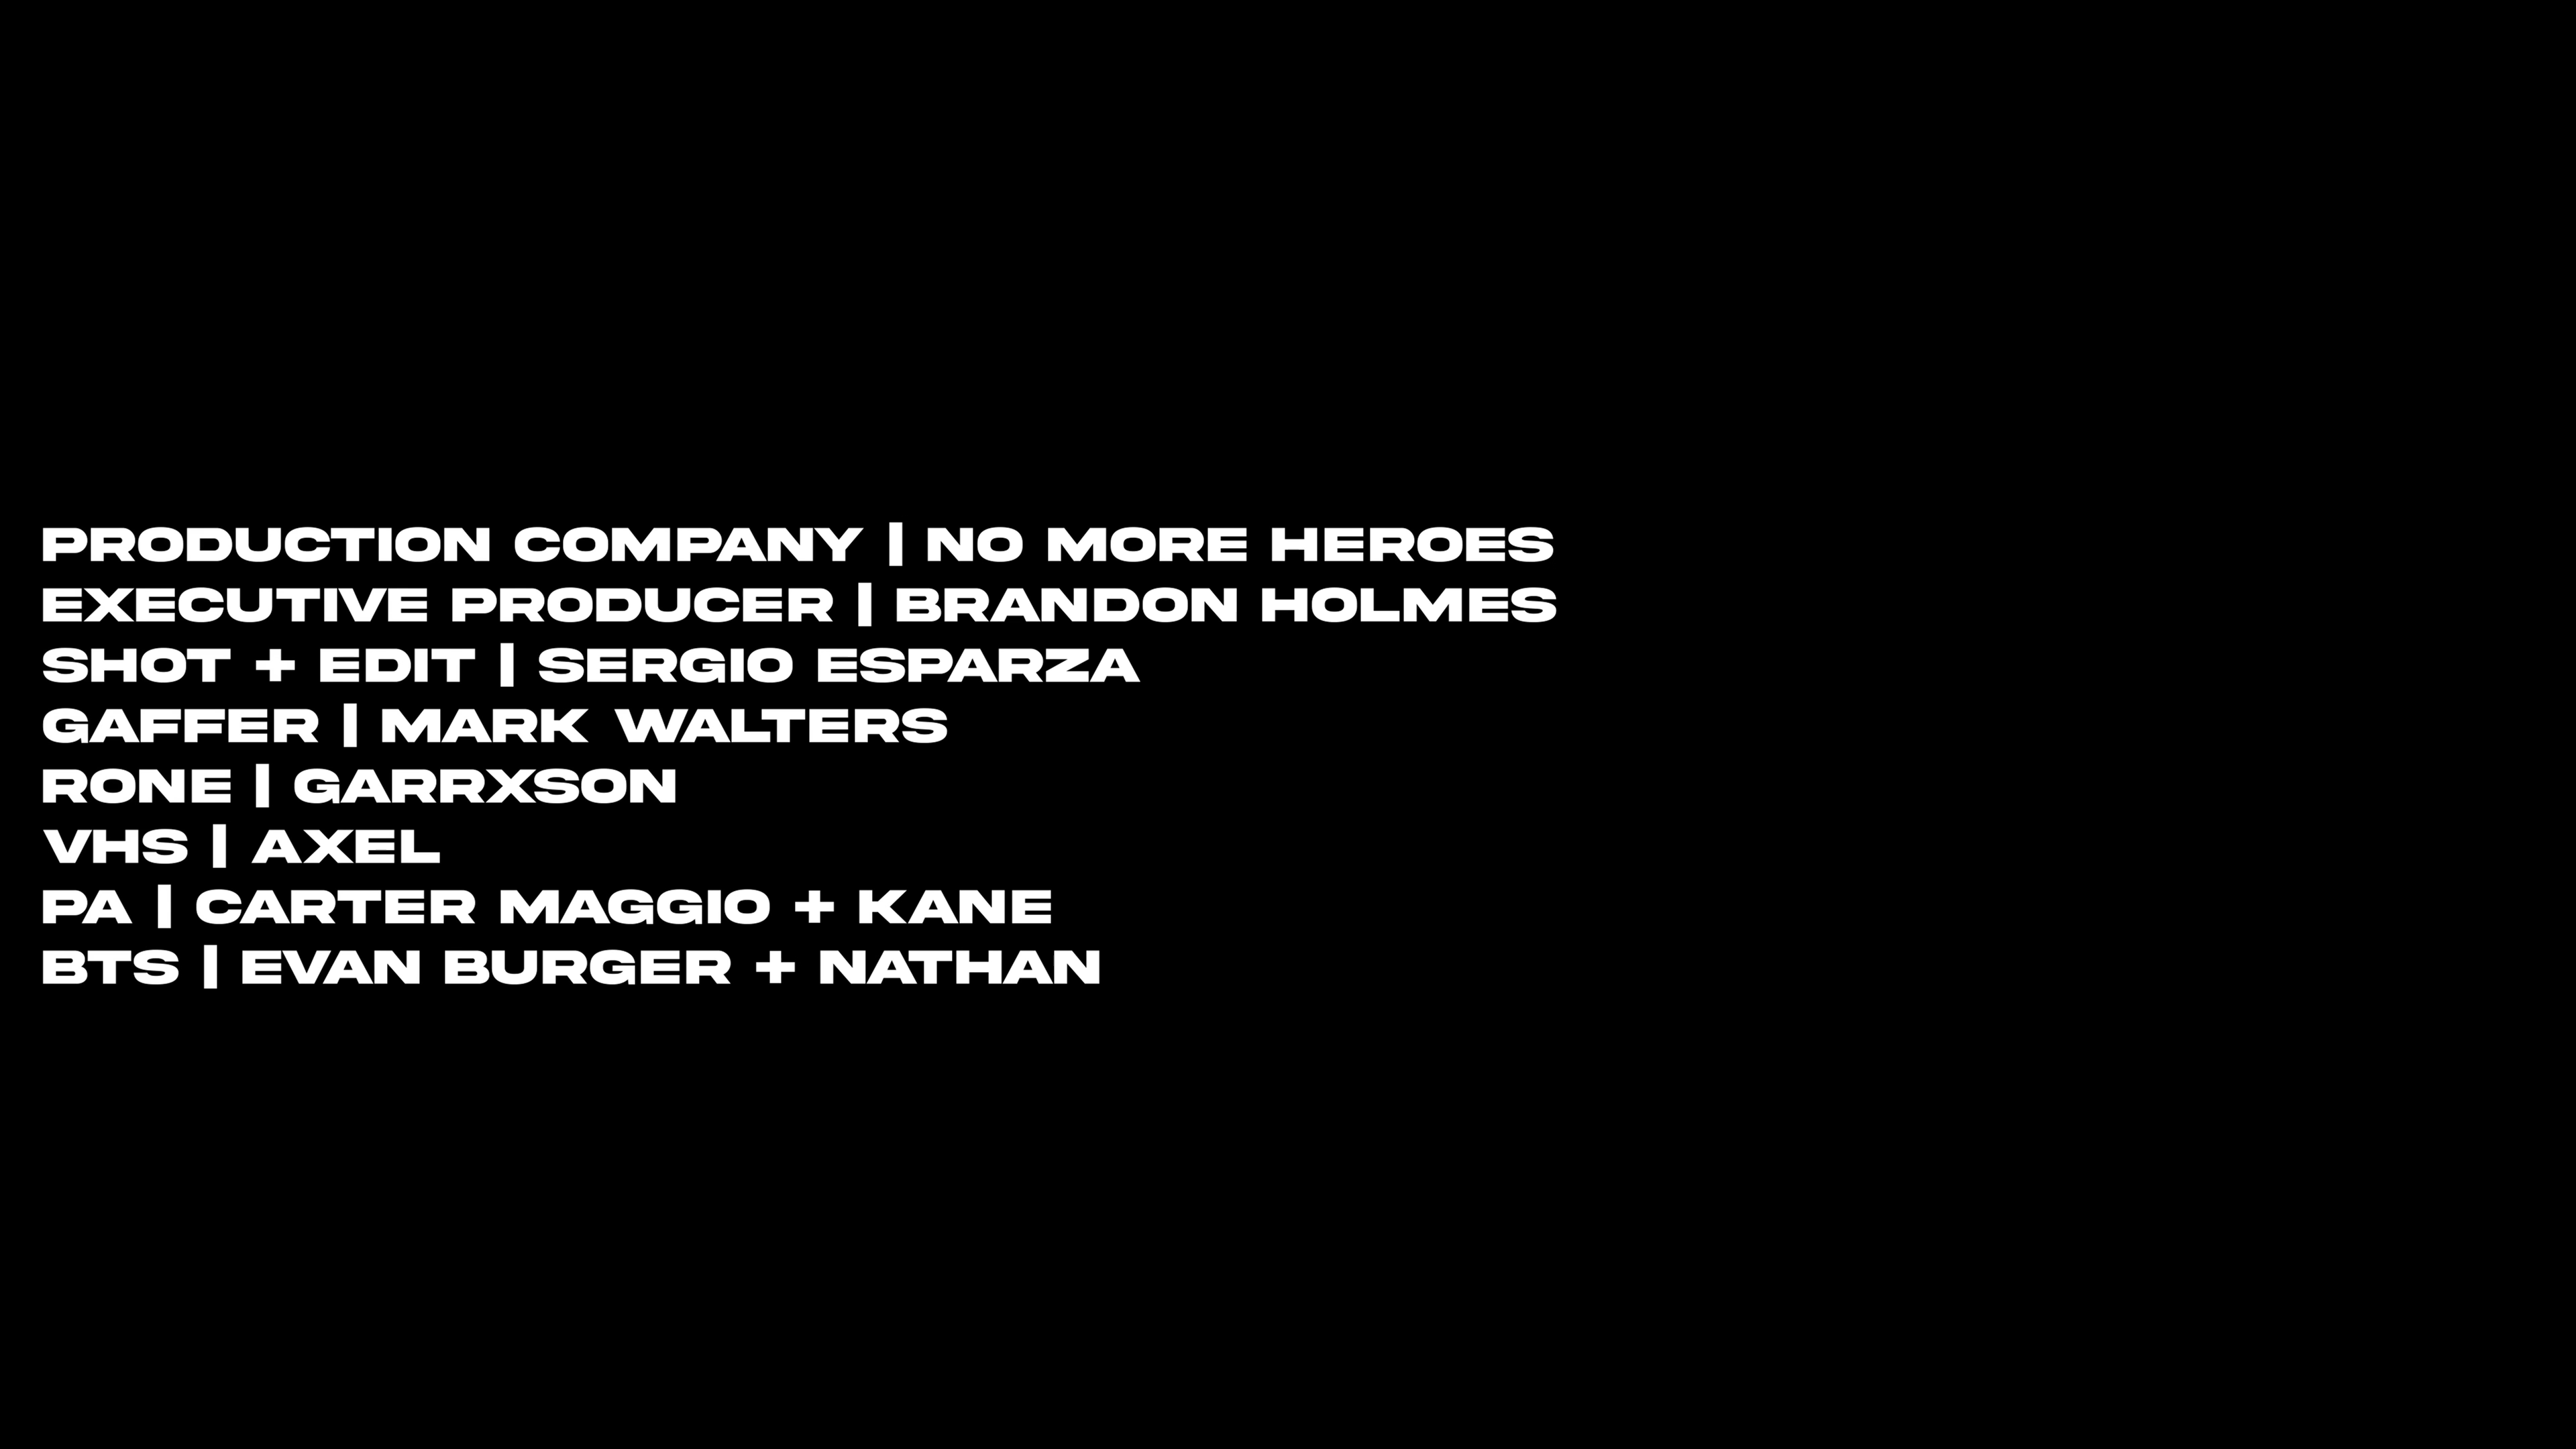 PRODUCTION COMPANY | NO MORE HEROES
EXECUTIVE PRODUCER | BRANDON HOLMES
SHOT + EDIT | SERGIO ESPARZA
GAFFER | MARK WALTERS
RONE | GARRXSON
VHS | AXEL
PA | CARTER MAGGIO + KANE
BTS | EVAN BURGER + NATHAN